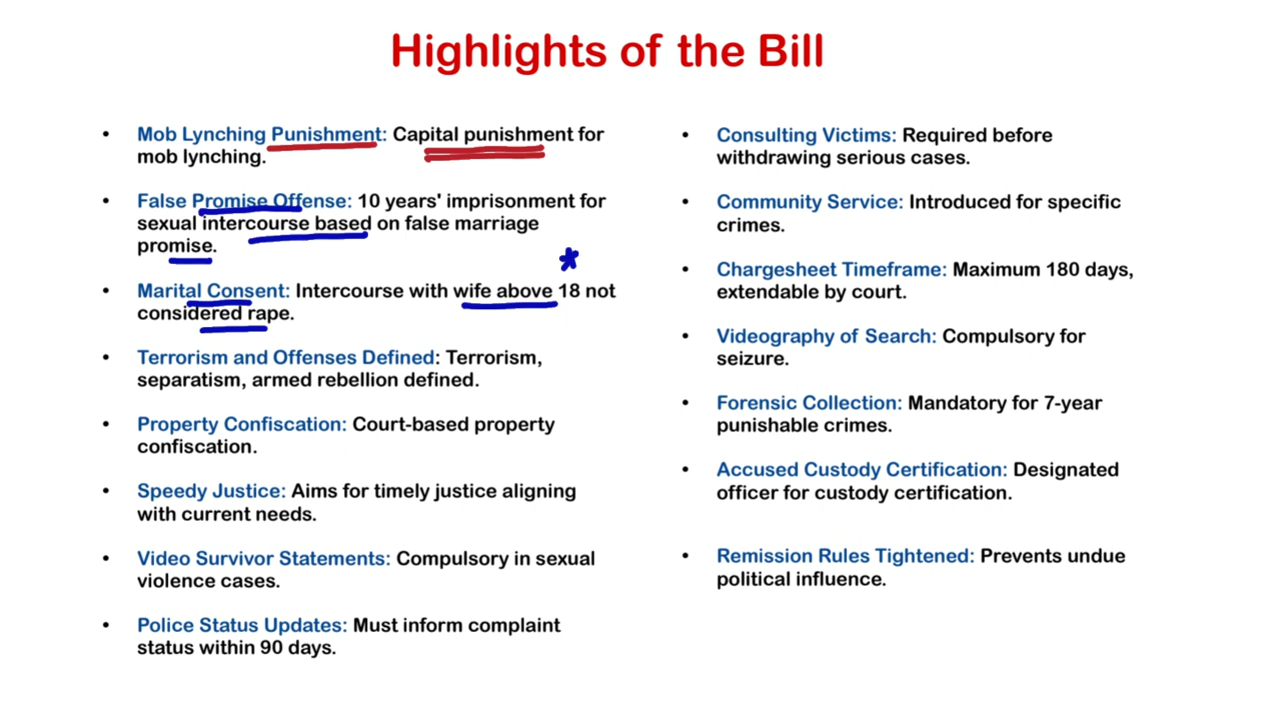 Highlights of the Bill
• Mob Lynching Punishment: Capital punishment for
mob lynching.
• False Promise Offense: 10 years' imprisonment for
sexual intercourse based on false marriage
promise.
• Marital Consent: Intercourse with wife above 18 not
considered rape.
• Terrorism and Offenses Defined: Terrorism,
separatism, armed rebellion defined.
• Property Confiscation: Court-based property
confiscation.
• Speedy Justice: Aims for timely justice aligning
with current needs.
• Video Survivor Statements: Compulsory in sexual
violence cases.
• Police Status Updates: Must inform complaint
status within 90 days.
• Consulting Victims: Required before
withdrawing serious cases.
• Community Service: Introduced for specific
crimes.
• Chargesheet Timeframe: Maximum 180 days,
extendable by court.
• Videography of Search: Compulsory for
seizure.
• Forensic Collection: Mandatory for 7-year
punishable crimes.
• Accused Custody Certification: Designated
officer for custody certification.
• Remission Rules Tightened: Prevents undue
political influence.